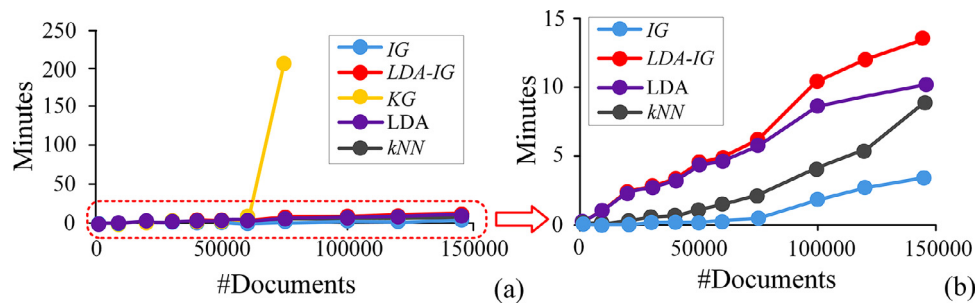 250
200
150
100
50
0
Minutes
IG
LDA-IG
KG
LDA
kNN
0
50000
100000
150000
#Documents
(a)
15
10
5
0
Minutes
IG
LDA-IG
LDA
kNN
0
50000
100000
150000
#Documents
(b)